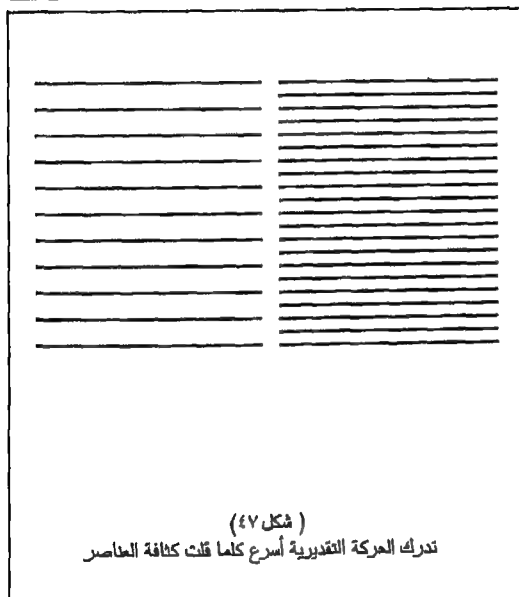 ( شكل ٤٧)
تدرك الحركة التقديرية أسرع كلما قلت كثافة العناصر